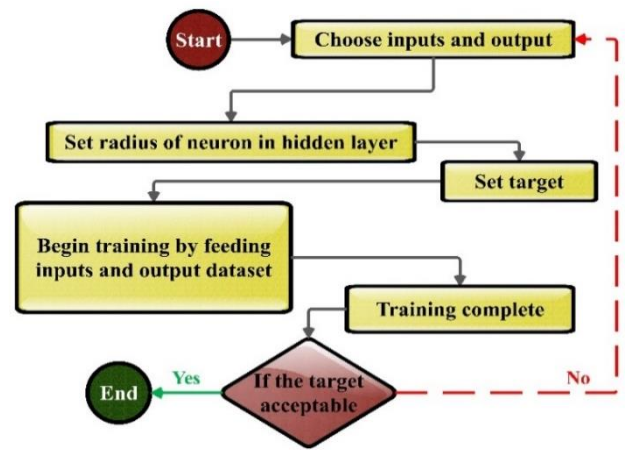 Start
Choose inputs and output
Set radius of neuron in hidden layer
Set target
Begin training by feeding
inputs and output dataset
Training complete
If the target
acceptable
Yes
No
End